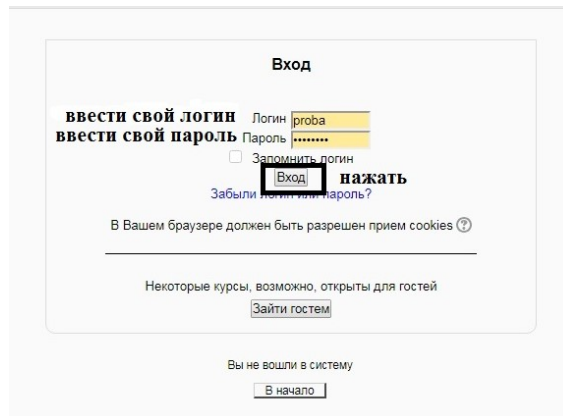 Вход
ввести свой логин Логин proba
ввести свой пароль Пароль ••••••••
Запомнить логин
Вход нажать
Забыли логин или пароль?
В Вашем браузере должен быть разрешен прием cookies ?
Некоторые курсы, возможно, открыты для гостей
Зайти гостем
Вы не вошли в систему
В начало